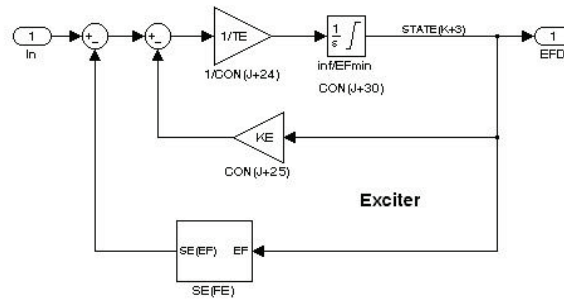 1
In
1/TE
1/CON(J+24)
1
s
inf/EFmin
CON(J+30)
STATE(K+3)
1
EFD
KE
CON(J+25)
Exciter
SE(EF) EF
SE(FE)